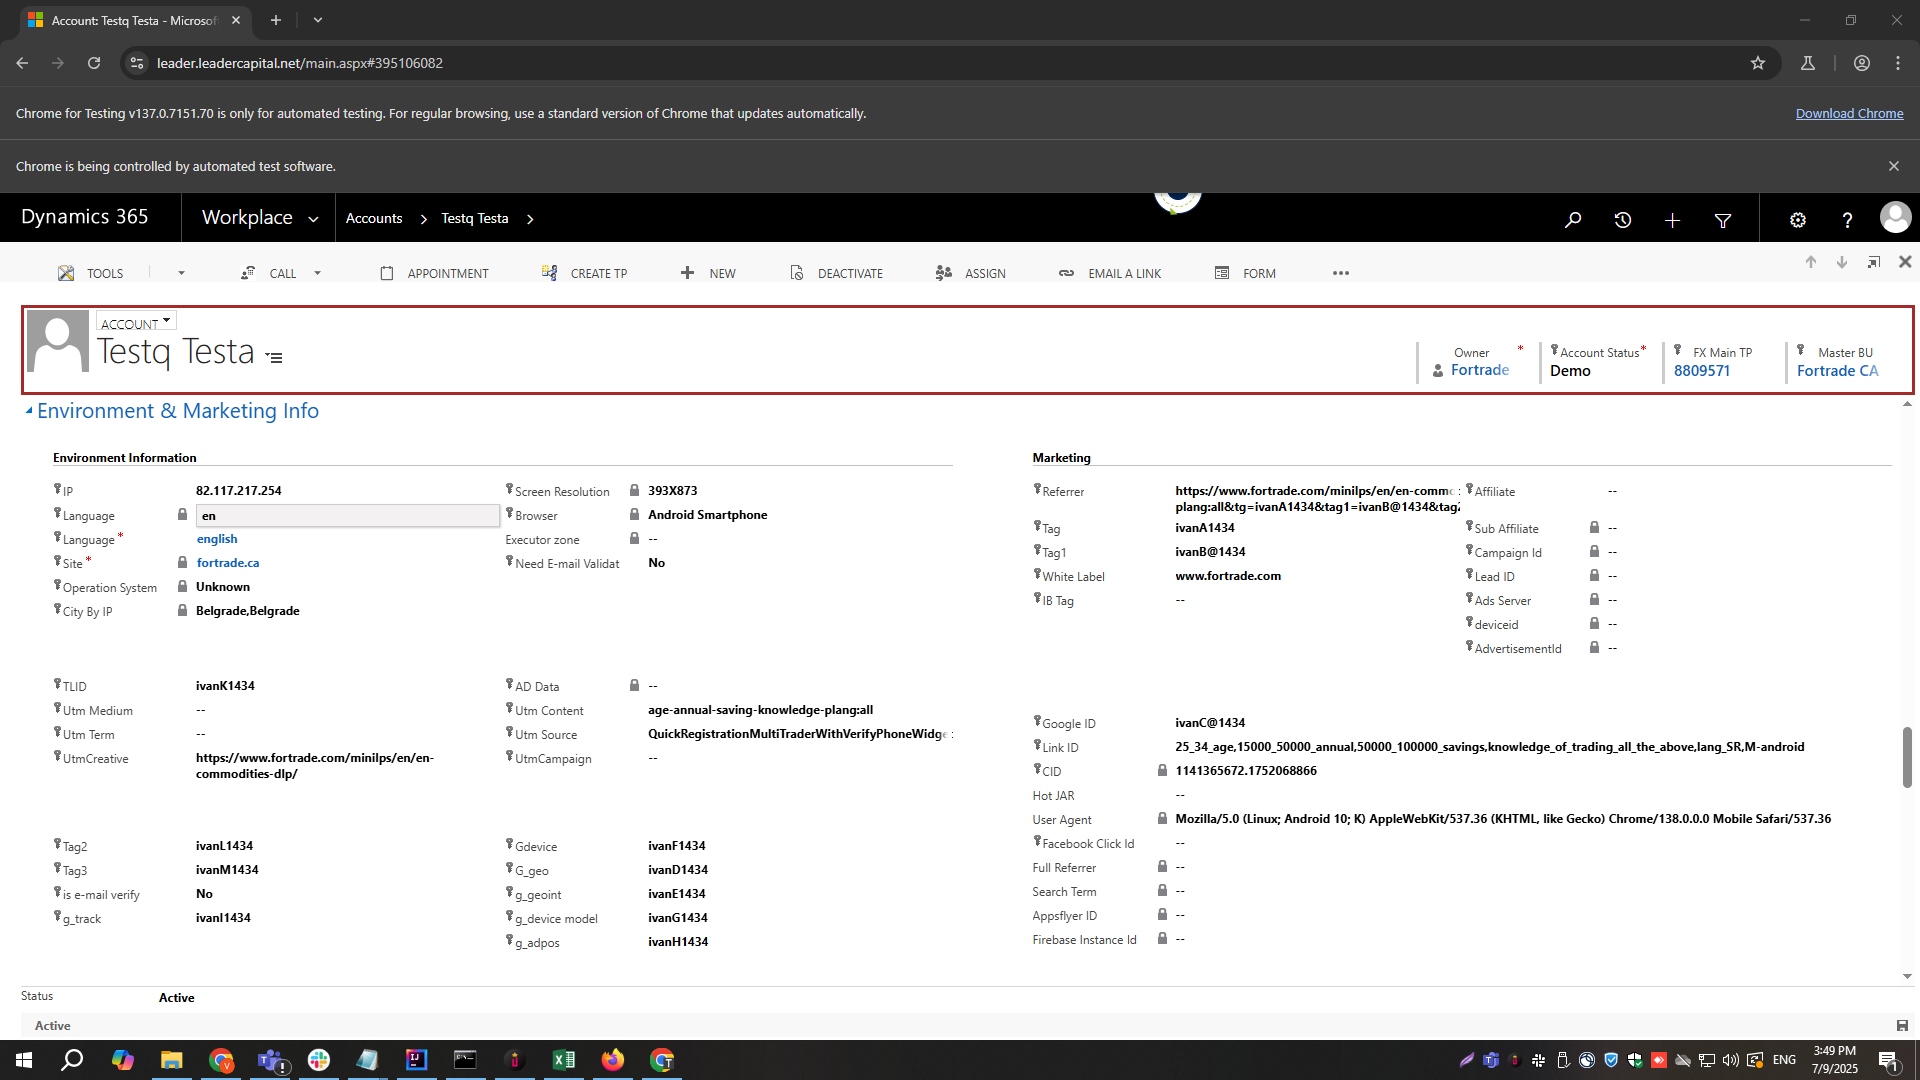 Account: Testq Testa - Microsof
leader.leadercapital.net/main.aspx#395106082
Chrome for Testing v137.0.7151.70 is only for automated testing. For regular browsing, use a standard version of Chrome that updates automatically.
Download Chrome
Chrome is being controlled by automated test software.
Dynamics 365
Workplace
Accounts
Testq Testa
TOOLS
CALL
APPOINTMENT
CREATE TP
NEW
DEACTIVATE
ASSIGN
EMAIL A LINK
FORM
ACCOUNT
Testq Testa
Owner *
Fortrade
Account Status*
Demo
FX Main TP
8809571
Master BU
Fortrade CA
Environment & Marketing Info
Environment Information
IP 82.117.217.254
Language en
Language* english
Site* fortrade.ca
Operation System Unknown
City By IP Belgrade,Belgrade
Screen Resolution 393X873
Browser Android Smartphone
Executor zone --
Need E-mail Validat No
TLID ivanK1434
Utm Medium --
Utm Term --
UtmCreative https://www.fortrade.com/minilps/en/en-
commodities-dlp/
AD Data --
Utm Content age-annual-saving-knowledge-plang:all
Utm Source QuickRegistrationMultiTraderWithVerifyPhoneWidge
UtmCampaign --
Tag2 ivanL1434
Tag3 ivanM1434
is e-mail verify No
g_track ivanI1434
Gdevice ivanF1434
G_geo ivanD1434
g_geoint ivanE1434
g_device model ivanG1434
g_adpos ivanH1434
Marketing
Referrer https://www.fortrade.com/minilps/en/en-commo
plang:all&tg=ivanA1434&tag1=ivanB@1434&tag2
Tag ivanA1434
Tag1 ivanB@1434
White Label www.fortrade.com
IB Tag --
Affiliate --
Sub Affiliate --
Campaign Id --
Lead ID --
Ads Server --
deviceid --
AdvertisementId --
Google ID ivanC@1434
Link ID 25_34_age,15000_50000_annual,50000_100000_savings,knowledge_of_trading_all_the_above,lang_SR,M-android
CID 1141365672.1752068866
Hot JAR --
User Agent Mozilla/5.0 (Linux; Android 10; K) AppleWebKit/537.36 (KHTML, like Gecko) Chrome/138.0.0.0 Mobile Safari/537.36
Facebook Click Id --
Full Referrer --
Search Term --
Appsflyer ID --
Firebase Instance Id --
Status Active
Active
ENG
3:49 PM
7/9/2025
1